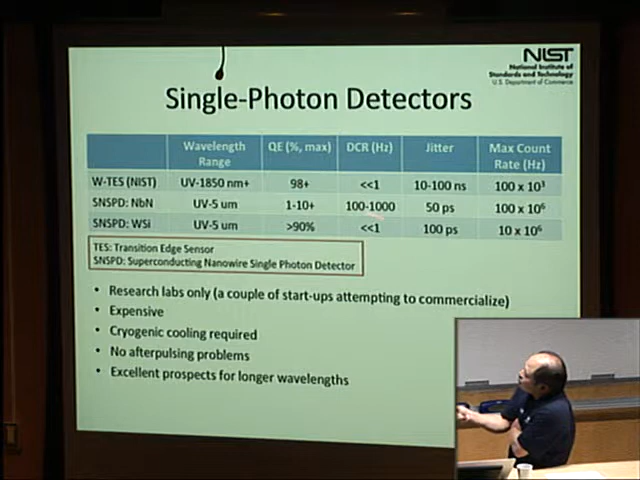 NIST
National Institute of
Standards and Technology
U.S. Department of Commerce
Single-Photon Detectors
Wavelength Range QE (%, max) DCR (Hz) Jitter Max Count Rate (Hz)
W-TES (NIST) UV-1850 nm+ 98+ <<1 10-100 ns 100 x 10³
SNSPD: NbN UV-5 um 1-10+ 100-1000 50 ps 100 x 10⁶
SNSPD: WSi UV-5 um >90% <<1 100 ps 10 x 10⁶
TES: Transition Edge Sensor
SNSPD: Superconducting Nanowire Single Photon Detector
• Research labs only (a couple of start-ups attempting to commercialize)
• Expensive
• Cryogenic cooling required
• No afterpulsing problems
• Excellent prospects for longer wavelengths